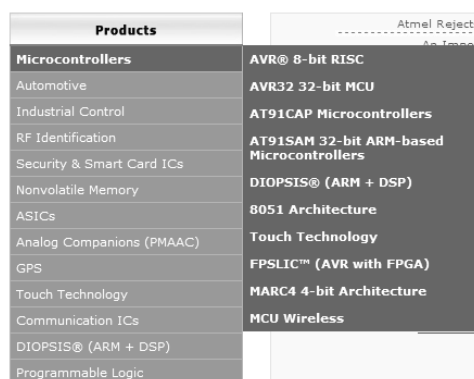 Products
Atmel Reject
Microcontrollers
Automotive
Industrial Control
RF Identification
Security & Smart Card ICs
Nonvolatile Memory
ASICs
Analog Companions (PMAAC)
GPS
Touch Technology
Communication ICs
DIOPSIS® (ARM + DSP)
Programmable Logic
AVR® 8-bit RISC
AVR32 32-bit MCU
AT91CAP Microcontrollers
AT91SAM 32-bit ARM-based
Microcontrollers
DIOPSIS® (ARM + DSP)
8051 Architecture
Touch Technology
FPSLIC™ (AVR with FPGA)
MARC4 4-bit Architecture
MCU Wireless